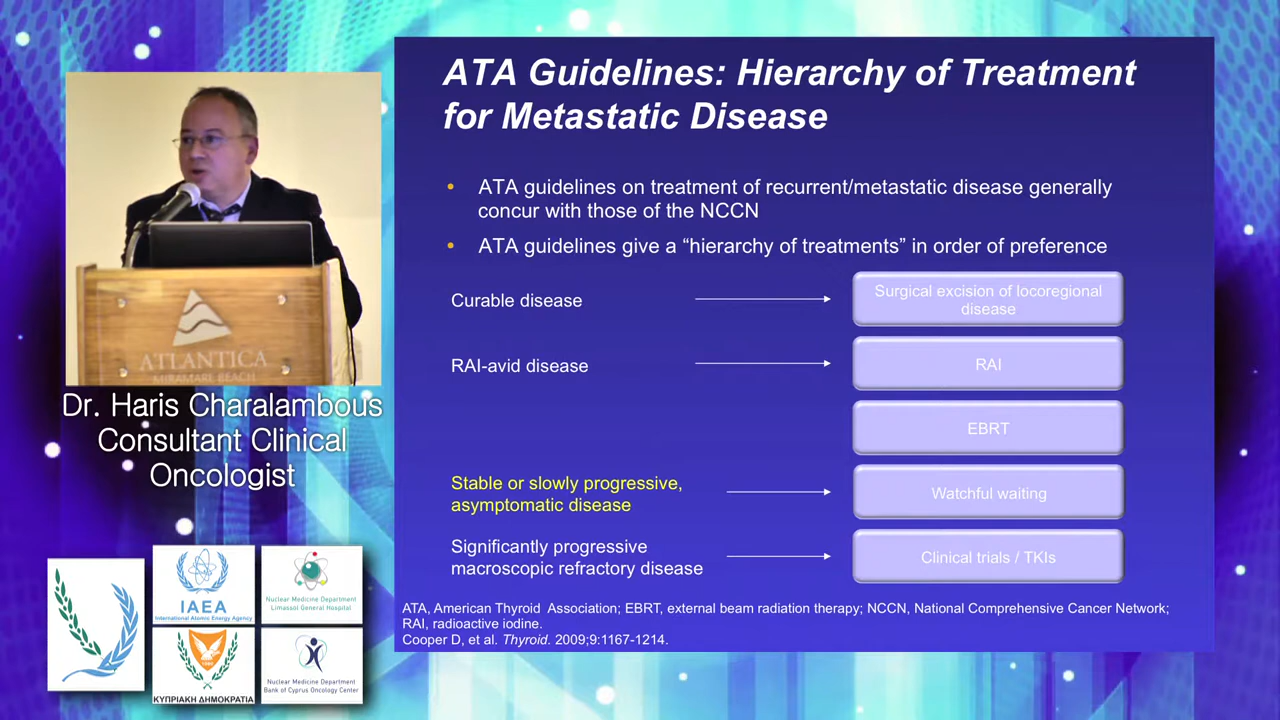 ATA Guidelines: Hierarchy of Treatment
for Metastatic Disease
• ATA guidelines on treatment of recurrent/metastatic disease generally
concur with those of the NCCN
• ATA guidelines give a “hierarchy of treatments” in order of preference
Curable disease
Surgical excision of locoregional
disease
RAI-avid disease
RAI
EBRT
Stable or slowly progressive,
asymptomatic disease
Watchful waiting
Significantly progressive
macroscopic refractory disease
Clinical trials / TKIs
ATA, American Thyroid Association; EBRT, external beam radiation therapy; NCCN, National Comprehensive Cancer Network;
RAI, radioactive iodine.
Cooper D, et al. Thyroid. 2009;9:1167-1214.
ATLANTICA
MIRAMARE BEACH
Dr. Haris Charalambous
Consultant Clinical
Oncologist
IAEA
International Atomic Energy Agency
Nuclear Medicine Department
Limassol General Hospital
ΚΥΠΡΙΑΚΗ ΔΗΜΟΚΡΑΤΙΑ
Nuclear Medicine Department
Bank of Cyprus Oncology Center